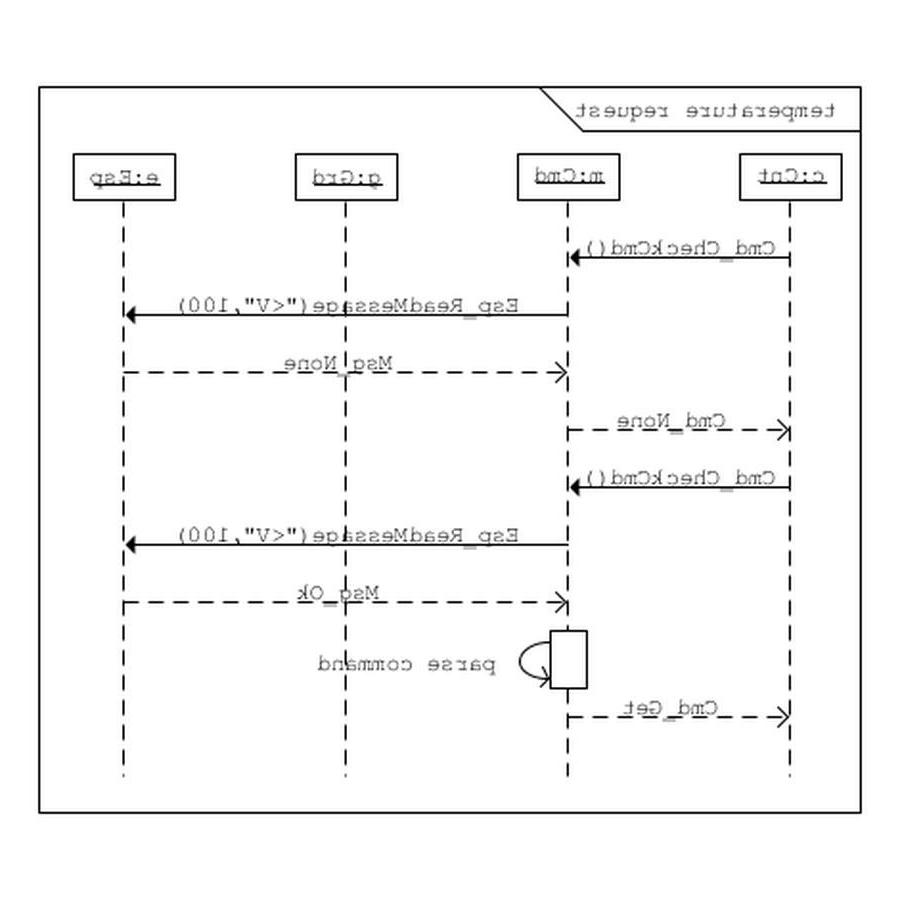 temperature request
c:Cnt
m:Cmd
g:Grd
e:Esp
Cmd_CheckCmd()
Esp_ReadMessage(">V",100)
Msg_None
Cmd_None
Cmd_CheckCmd()
Esp_ReadMessage(">V",100)
Msg_Ok
parse command
Cmd_Get